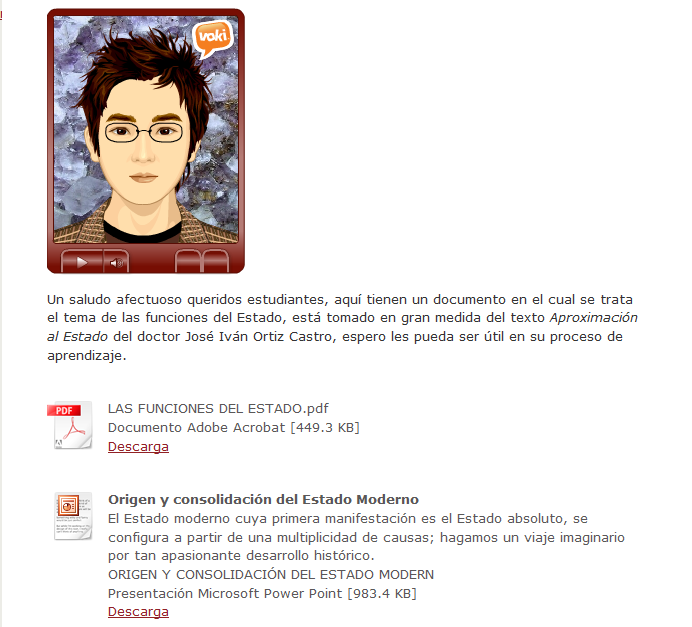 voki
Un saludo afectuoso queridos estudiantes, aquí tienen un documento en el cual se trata
el tema de las funciones del Estado, está tomado en gran medida del texto Aproximación
al Estado del doctor José Iván Ortiz Castro, espero les pueda ser útil en su proceso de
aprendizaje.
PDF
LAS FUNCIONES DEL ESTADO.pdf
Documento Adobe Acrobat [449.3 KB]
Descarga
Origen y consolidación del Estado Moderno
El Estado moderno cuya primera manifestación es el Estado absoluto, se
configura a partir de una multiplicidad de causas; hagamos un viaje imaginario
por tan apasionante desarrollo histórico.
ORIGEN Y CONSOLIDACIÓN DEL ESTADO MODERN
Presentación Microsoft Power Point [983.4 KB]
Descarga